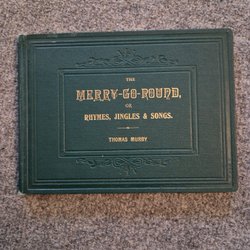 THE
MERRY-GO-ROUND,
OR
RHYMES, JINGLES & SONGS.
THOMAS MURBY